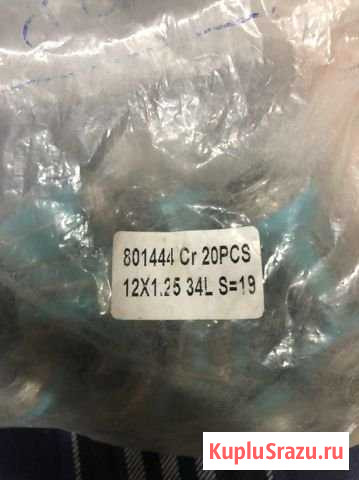 801444 Cr 20PCS
12X1.25 34L S=19
KupluSrazu.ru